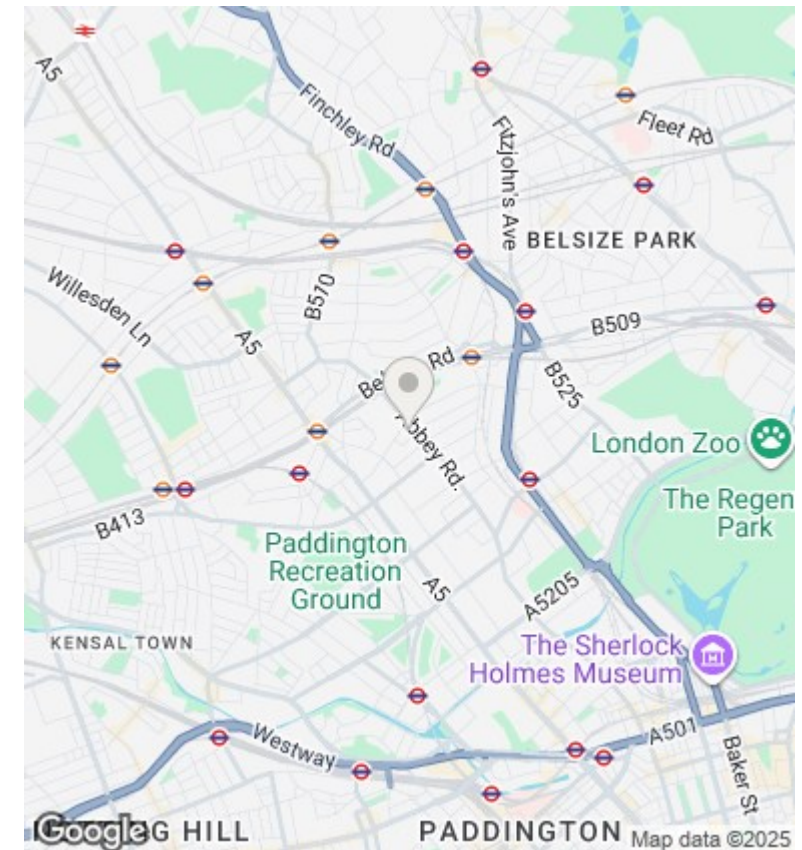 A5
Finchley Rd
Fitzjohn's Ave
Fleet Rd
BELSIZE PARK
Willesden Ln
B510
A5
B509
B525
Abbey Rd.
London Zoo
The Regen
Park
B413
Paddington
Recreation
Ground
A5
A5205
KENSAL TOWN
The Sherlock
Holmes Museum
Westway
A501
Baker St
Google
G HILL
PADDINGTON
Map data ©2025